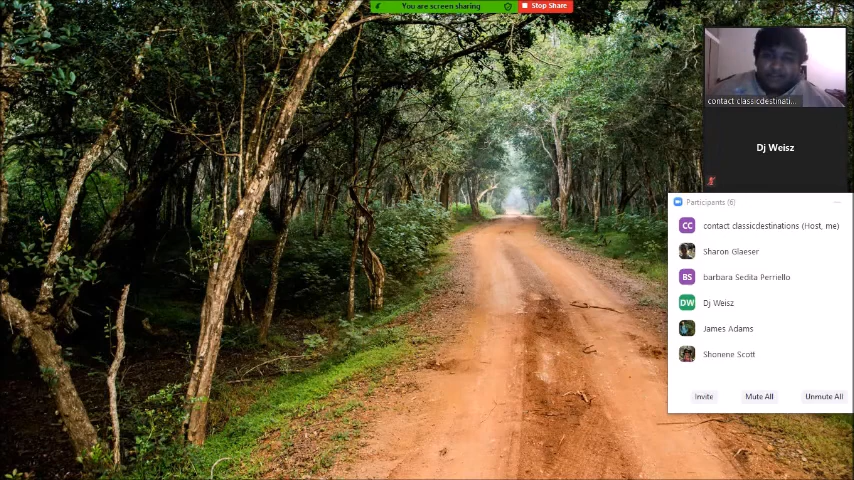 You are screen sharing
Stop Share
contact classicdestinati...
Dj Weisz
Participants (6)
CC contact classicdestinations (Host, me)
Sharon Glaeser
BS barbara Sedita Perriello
DW Dj Weisz
James Adams
Shonene Scott
Invite Mute All Unmute All